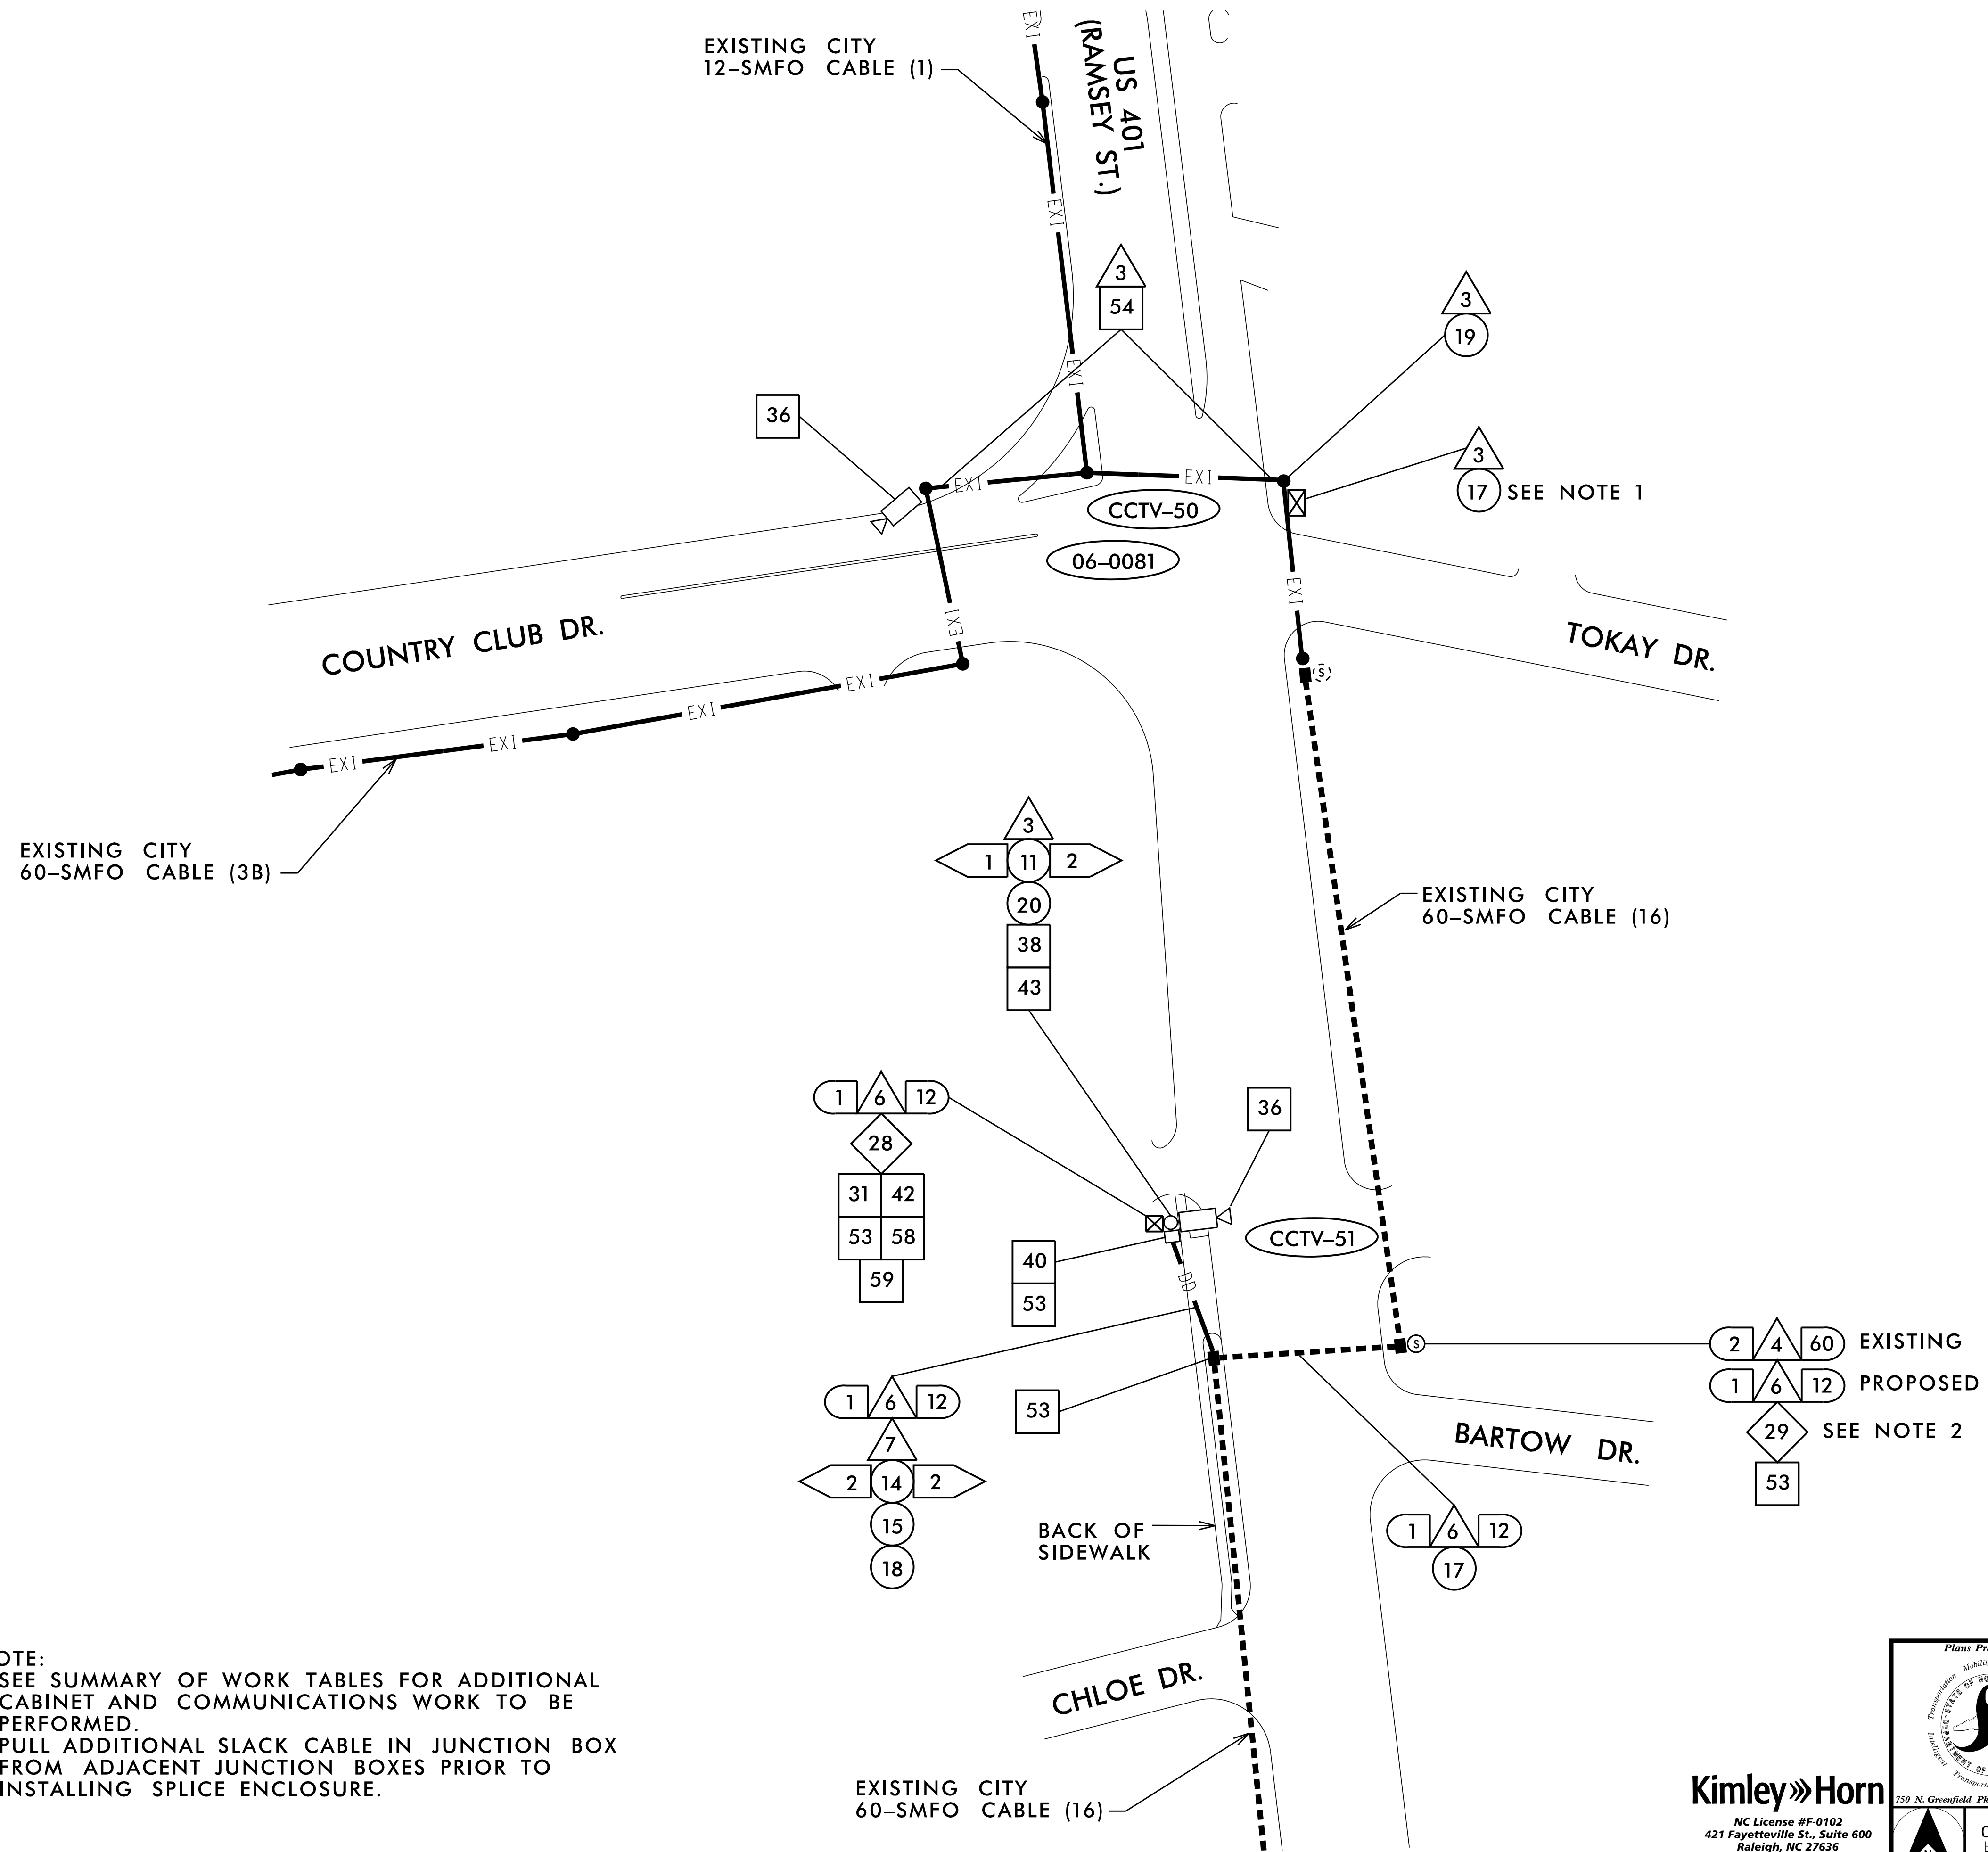 EXISTING CITY
12–SMFO CABLE (1)
EXI
US 401
(RAMSEY ST.)
EXI
3
54
3
19
EXI
36
3
17 SEE NOTE 1
EXI
EXI
CCTV–50
06–0081
EXI
EXI
COUNTRY CLUB DR.
TOKAY DR.
S
EXI
EXI
EXI
EXI
EXISTING CITY
60–SMFO CABLE (3B)
3
1 11 2
20
38
43
EXISTING CITY
60–SMFO CABLE (16)
1 6 12
28
31 42
53 58
59
36
CCTV–51
40
53
DD
S
2 4 60 EXISTING
1 6 12 PROPOSED
29 SEE NOTE 2
53
1 6 12
7
2 14 2
15
18
53
BARTOW DR.
BACK OF
SIDEWALK
1 6 12
17
CHLOE DR.
EXISTING CITY
60–SMFO CABLE (16)
OTE:
SEE SUMMARY OF WORK TABLES FOR ADDITIONAL
CABINET AND COMMUNICATIONS WORK TO BE
PERFORMED.
PULL ADDITIONAL SLACK CABLE IN JUNCTION BOX
FROM ADJACENT JUNCTION BOXES PRIOR TO
INSTALLING SPLICE ENCLOSURE.
Kimley»Horn
NC License #F-0102
421 Fayetteville St., Suite 600
Raleigh, NC 27636
Plans
750 N. Greenfield